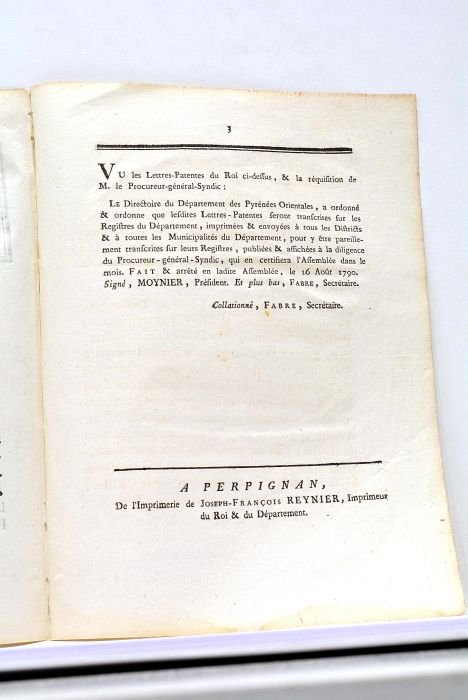 3
VU les Lettres-Patentes du Roi ci-dessus, & la réquisition de
M. le Procureur-général-Syndic;
LE Directoire du Département des Pyrénées Orientales, a ordonné
& ordonne que lesdites Lettres-Patentes seront transcrites sur les
Registres du Département, imprimées & envoyées à tous les Districts
& à toutes les Municipalités du Département, pour y être pareille-
ment transcrites sur leurs Registres, publiées & affichées à la diligence
du Procureur-général-Syndic, qui en certifiera l'Assemblée dans le
mois. FAIT & arrêté en ladite Assemblée, le 16 Août 1790.
Signé, MOYNIER, Président. Et plus bas, FABRE, Secrétaire.
Collationné, FABRE, Secrétaire.
A PERPIGNAN,
De l'Imprimerie de JOSEPH-FRANÇOIS REYNIER, Imprimeur
du Roi & du Département.